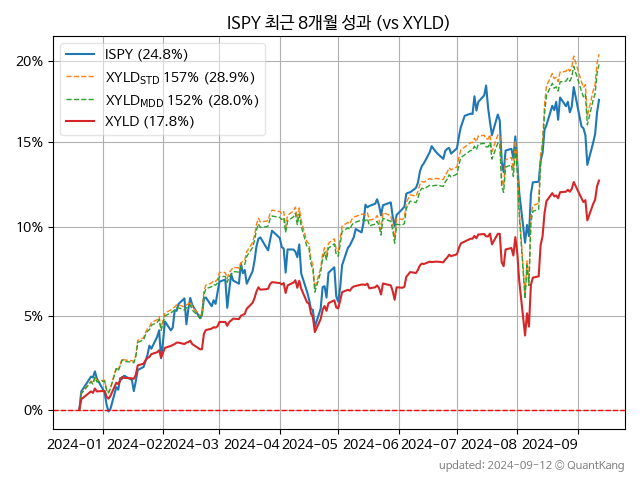 ISPY 최근 8개월 성과 (vs XYLD)
ISPY (24.8%)
XYLD_STD 157% (28.9%)
XYLD_MDD 152% (28.0%)
XYLD (17.8%)
20%
15%
10%
5%
0%
2024-01 2024-02 2024-03 2024-04 2024-05 2024-06 2024-07 2024-08 2024-09
updated: 2024-09-12 © QuantKang